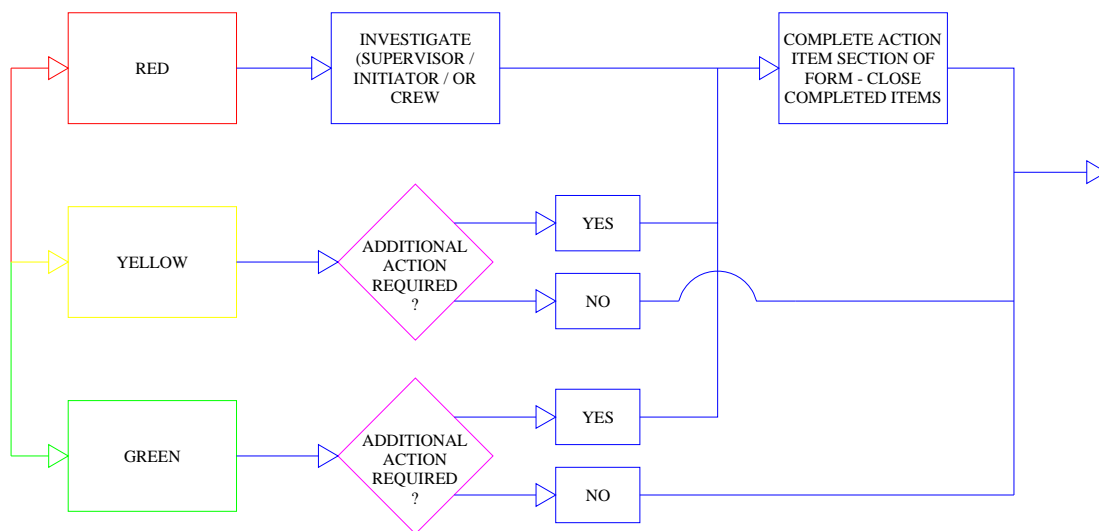 RED
INVESTIGATE
(SUPERVISOR /
INITIATOR / OR
CREW
COMPLETE ACTION
ITEM SECTION OF
FORM - CLOSE
COMPLETED ITEMS
YELLOW
ADDITIONAL
ACTION
REQUIRED
?
YES
NO
GREEN
ADDITIONAL
ACTION
REQUIRED
?
YES
NO